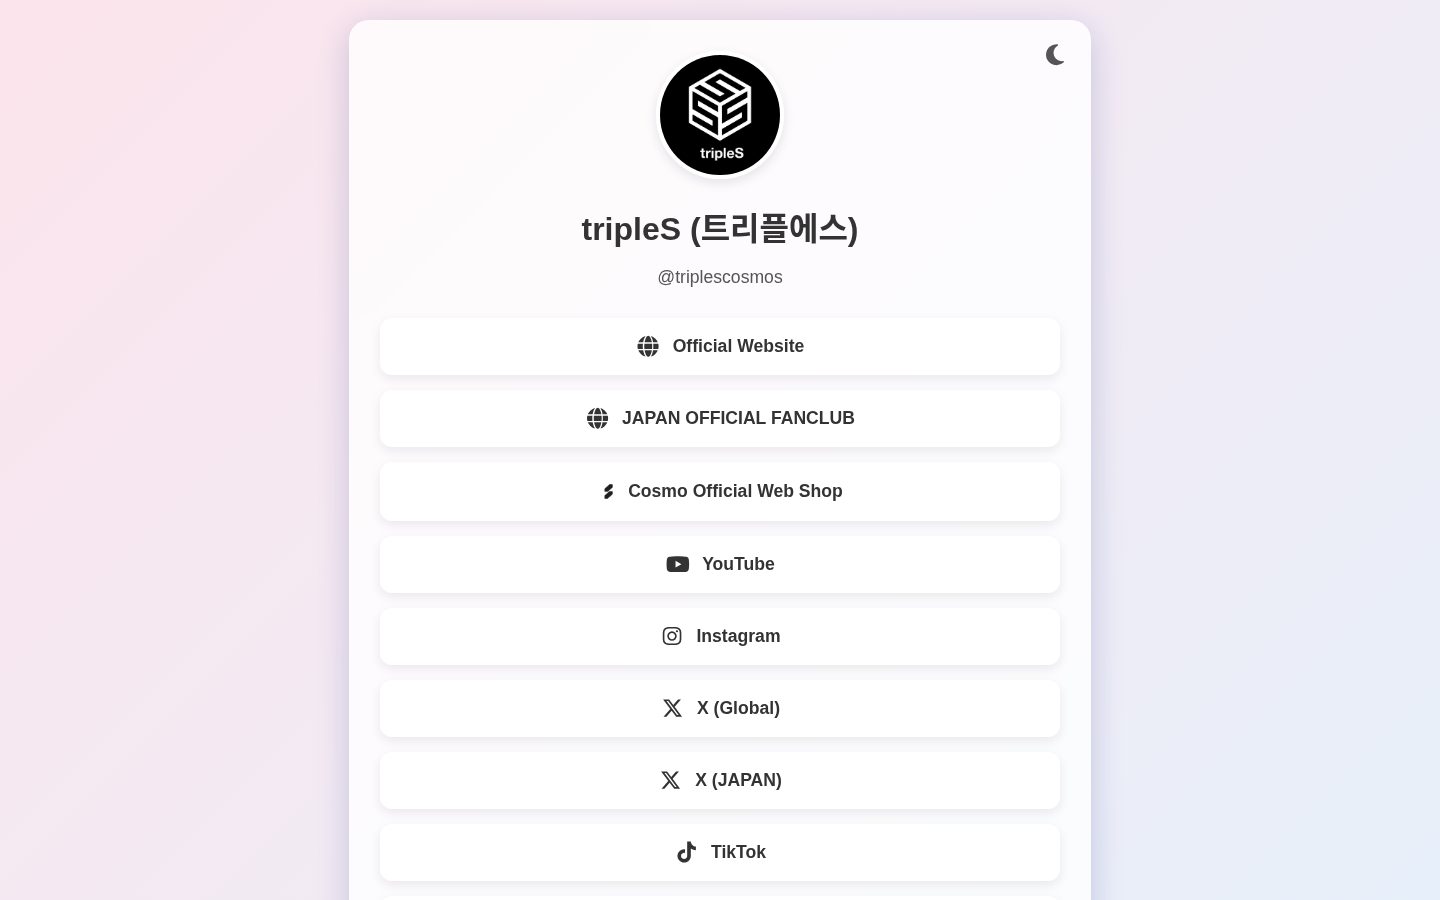 tripleS
tripleS (트리플에스)
@triplescosmos
Official Website
JAPAN OFFICIAL FANCLUB
Cosmo Official Web Shop
YouTube
Instagram
X (Global)
X (JAPAN)
TikTok